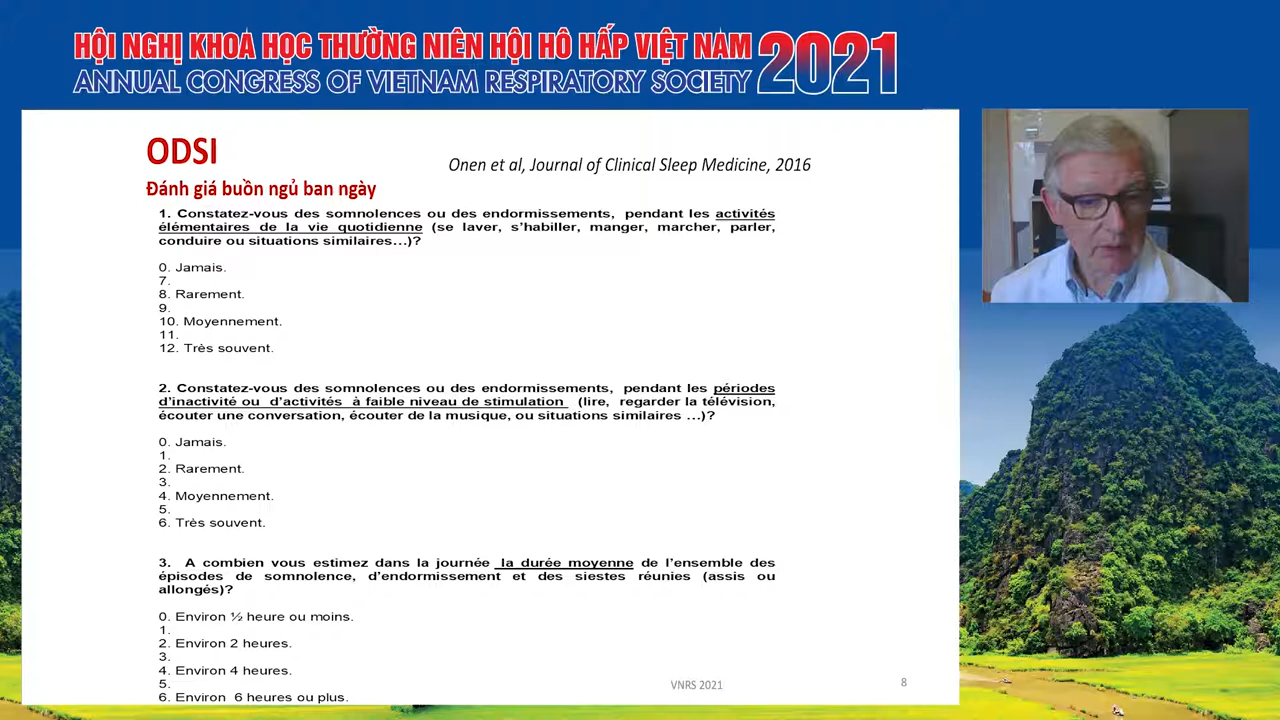 HỘI NGHỊ KHOA HỌC THƯỜNG NIÊN HỘI HÔ HẤP VIỆT NAM 2021
ANNUAL CONGRESS OF VIETNAM RESPIRATORY SOCIETY
ODSI
Onen et al, Journal of Clinical Sleep Medicine, 2016
Đánh giá buồn ngủ ban ngày
1. Constatez-vous des somnolences ou des endormissements, pendant les activités
élémentaires de la vie quotidienne (se laver, s’habiller, manger, marcher, parler,
conduire ou situations similaires…)?
0. Jamais.
7.
8. Rarement.
9.
10. Moyennement.
11.
12. Très souvent.
2. Constatez-vous des somnolences ou des endormissements, pendant les périodes
d’inactivité ou d’activités à faible niveau de stimulation (lire, regarder la télévision,
écouter une conversation, écouter de la musique, ou situations similaires …)?
0. Jamais.
1.
2. Rarement.
3.
4. Moyennement.
5.
6. Très souvent.
3. A combien vous estimez dans la journée la durée moyenne de l’ensemble des
épisodes de somnolence, d’endormissement et des siestes réunies (assis ou
allongés)?
0. Environ ½ heure ou moins.
1.
2. Environ 2 heures.
3.
4. Environ 4 heures.
5.
6. Environ 6 heures ou plus.
VNRS 2021
8